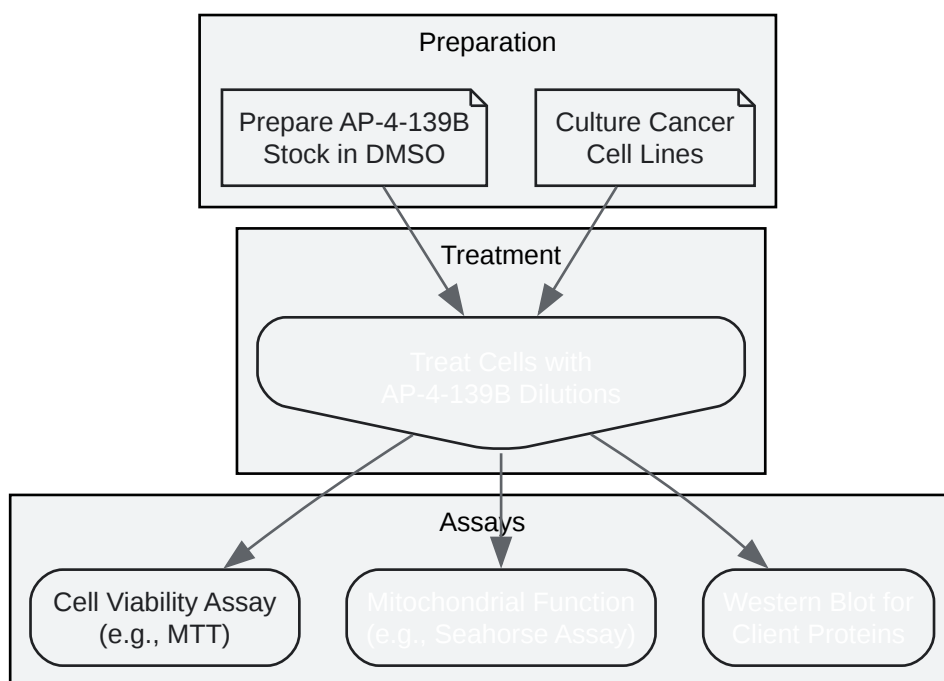 Preparation
Prepare AP-4-139B
Stock in DMSO
Culture Cancer
Cell Lines
Treatment
Treat Cells with
AP-4-139B Dilutions
Assays
Cell Viability Assay
(e.g., MTT)
Mitochondrial Function
(e.g., Seahorse Assay)
Western Blot for
Client Proteins